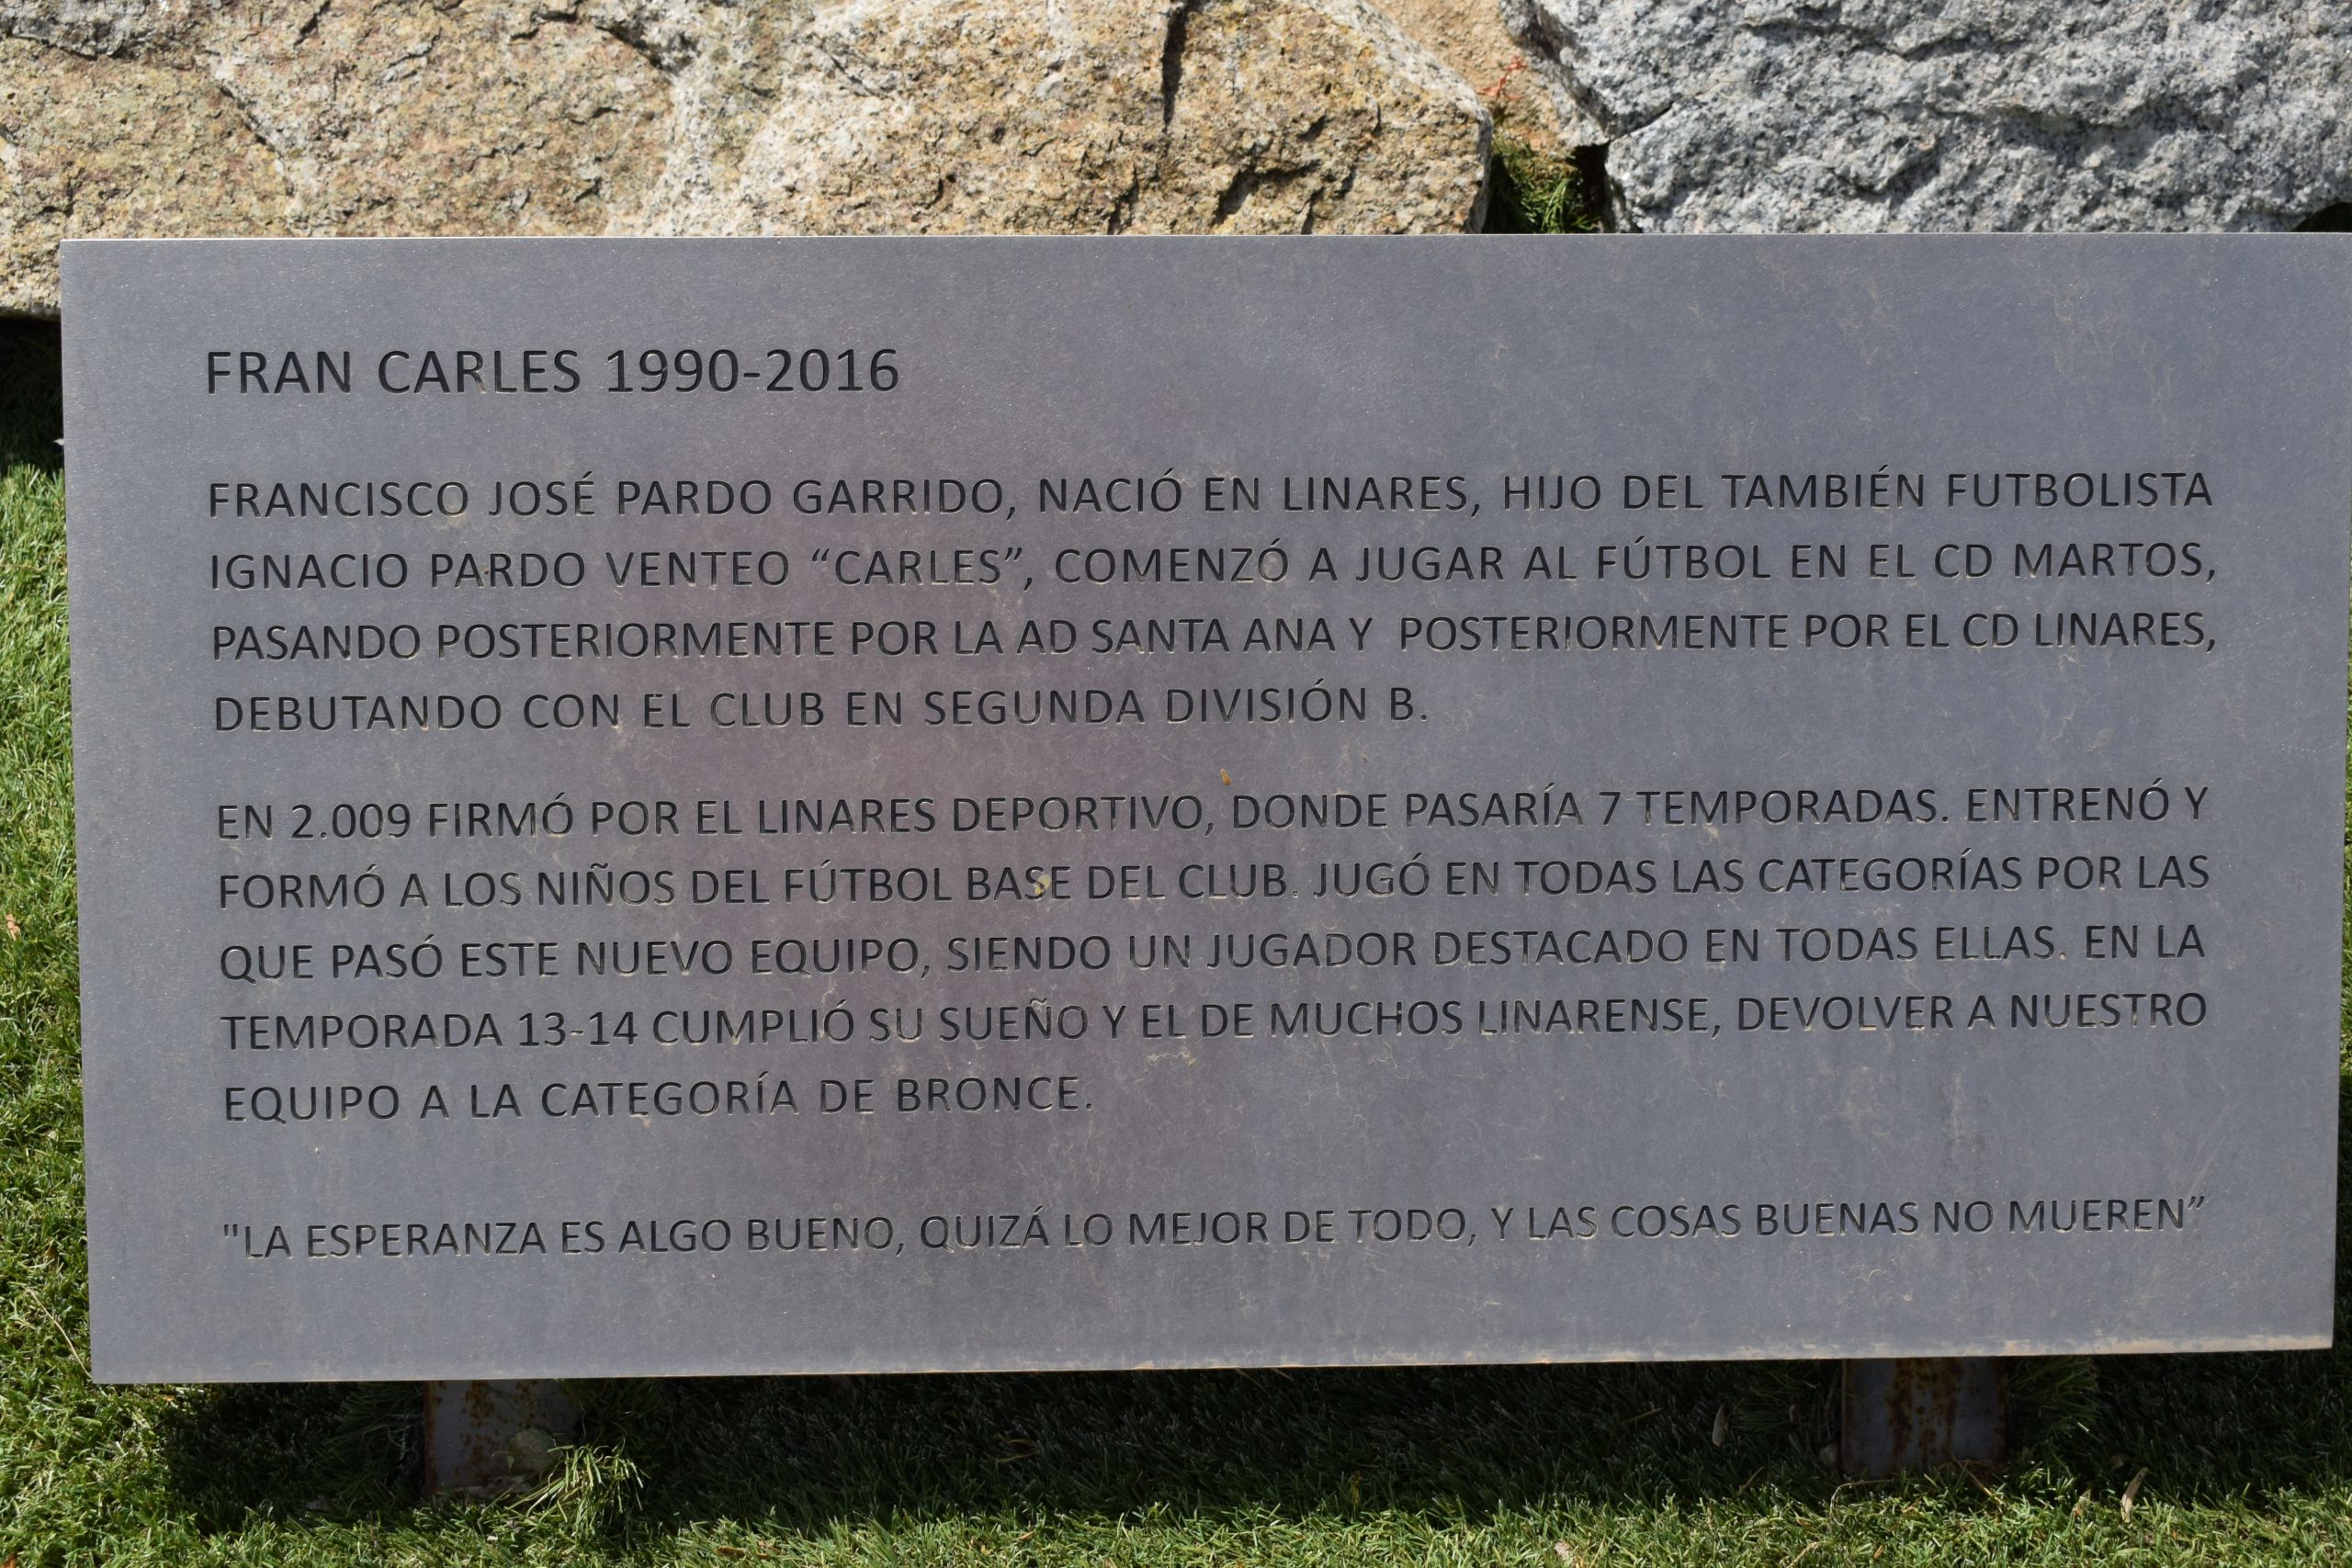 FRAN CARLES 1990-2016
FRANCISCO JOSÉ PARDO GARRIDO, NACIÓ EN LINARES, HIJO DEL TAMBIÉN FUTBOLISTA
IGNACIO PARDO VENTEO “CARLES”, COMENZÓ A JUGAR AL FÚTBOL EN EL CD MARTOS,
PASANDO POSTERIORMENTE POR LA AD SANTA ANA Y POSTERIORMENTE POR EL CD LINARES,
DEBUTANDO CON EL CLUB EN SEGUNDA DIVISIÓN B.
EN 2.009 FIRMÓ POR EL LINARES DEPORTIVO, DONDE PASARÍA 7 TEMPORADAS. ENTRENÓ Y
FORMÓ A LOS NIÑOS DEL FÚTBOL BASE DEL CLUB. JUGÓ EN TODAS LAS CATEGORÍAS POR LAS
QUE PASÓ ESTE NUEVO EQUIPO, SIENDO UN JUGADOR DESTACADO EN TODAS ELLAS. EN LA
TEMPORADA 13-14 CUMPLIÓ SU SUEÑO Y EL DE MUCHOS LINARENSE, DEVOLVER A NUESTRO
EQUIPO A LA CATEGORÍA DE BRONCE.
"LA ESPERANZA ES ALGO BUENO, QUIZÁ LO MEJOR DE TODO, Y LAS COSAS BUENAS NO MUEREN”